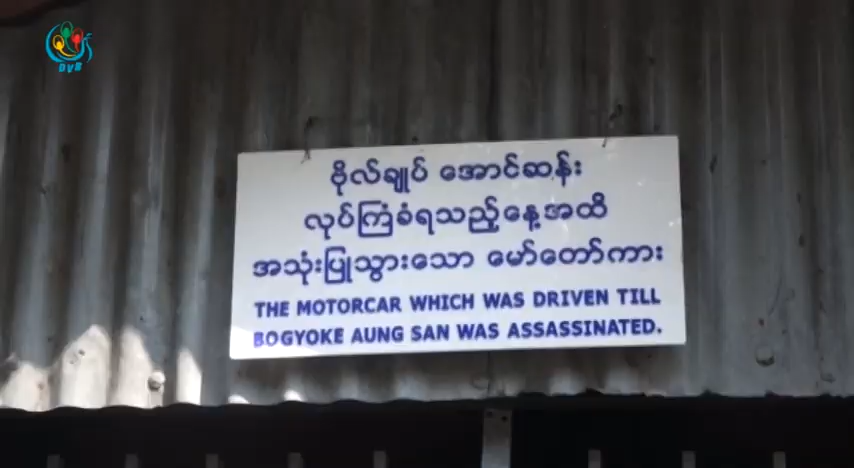 DVB
ဗိုလ်ချုပ် အောင်ဆန်း
လုပ်ကြံခံရသည့်နေ့အထိ
အသုံးပြုသွားသော မော်တော်ကား
THE MOTORCAR WHICH WAS DRIVEN TILL
BOGYOKE AUNG SAN WAS ASSASSINATED.